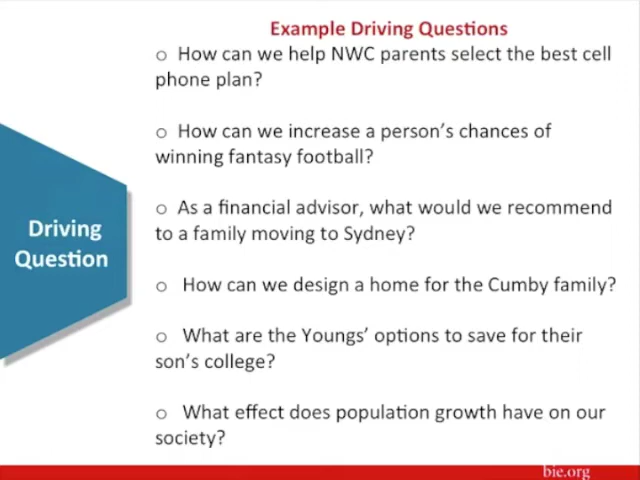 Example Driving Questions
o How can we help NWC parents select the best cell
phone plan?
o How can we increase a person's chances of
winning fantasy football?
o As a financial advisor, what would we recommend
to a family moving to Sydney?
Driving
Question
o How can we design a home for the Cumby family?
o What are the Youngs' options to save for their
son's college?
o What effect does population growth have on our
society?
bie.org